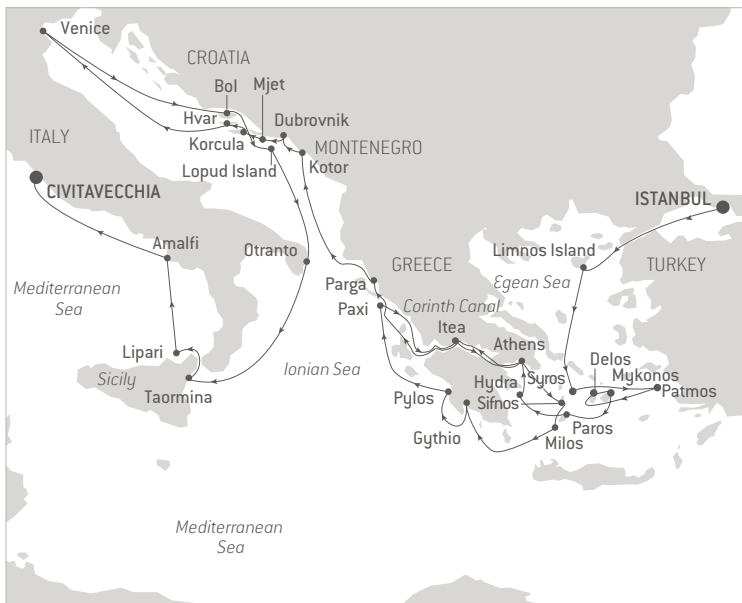 Venice
CROATIA
Bol
Mjet
Hvar
Dubrovnik
ITALY
Korcula
MONTENEGRO
Lopud Island
Kotor
CIVITAVECCHIA
ISTANBUL
Amalfi
Otranto
Limnos Island
GREECE
TURKEY
Mediterranean
Sea
Parga
Egean Sea
Paxi
Corinth Canal
Itea
Athens
Lipari
Ionian Sea
Delos
Sicily
Hydra
Syros
Mykonos
Taormina
Pylos
Sifnos
Patmos
Gythio
Paros
Milos
Mediterranean
Sea